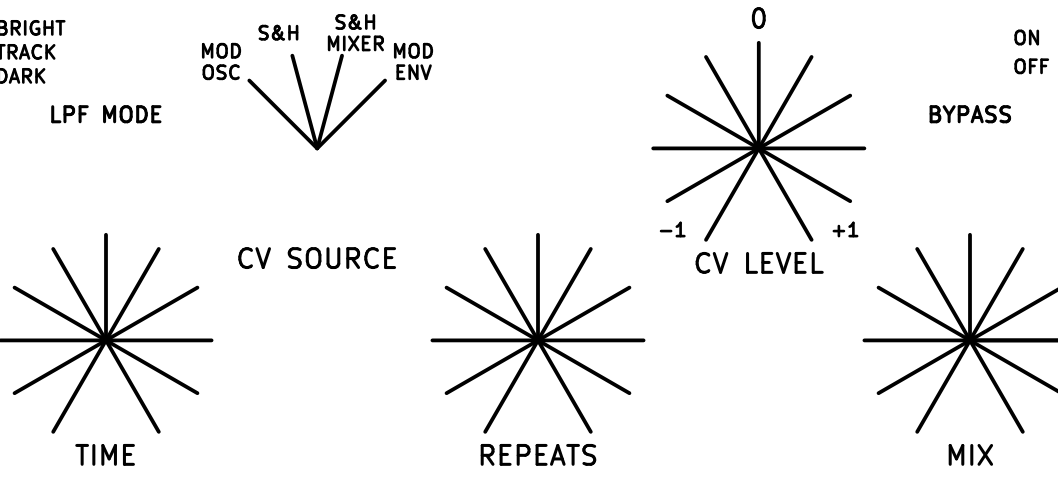 BRIGHT
TRACK
DARK
LPF MODE
MOD
OSC
S&H
S&H
MIXER
MOD
ENV
CV SOURCE
0
-1
+1
CV LEVEL
ON
OFF
BYPASS
TIME
REPEATS
MIX